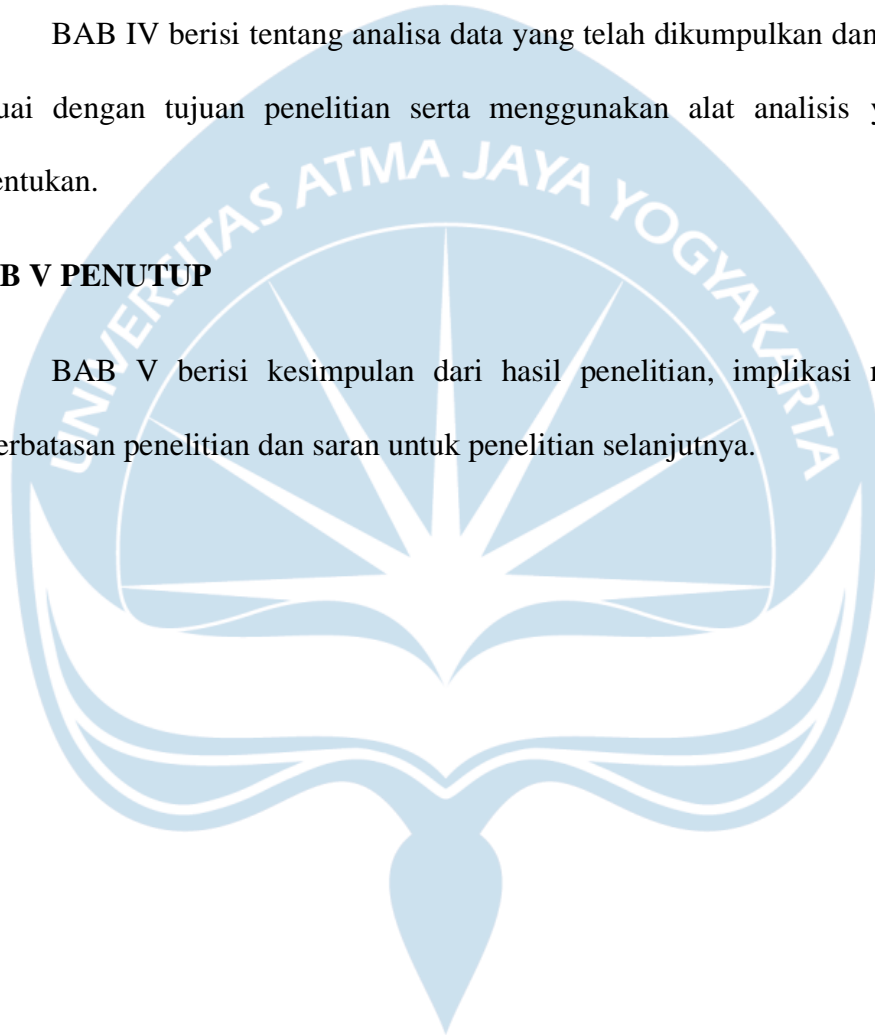 BAB IV berisi tentang analisa data yang telah dikumpulkan dan
uai dengan tujuan penelitian serta menggunakan alat analisis y
entukan.
UNIVERSITAS ATMA JAYA YOGYAKARTA
B V PENUTUP
BAB V berisi kesimpulan dari hasil penelitian, implikasi
erbatasan penelitian dan saran untuk penelitian selanjutnya.